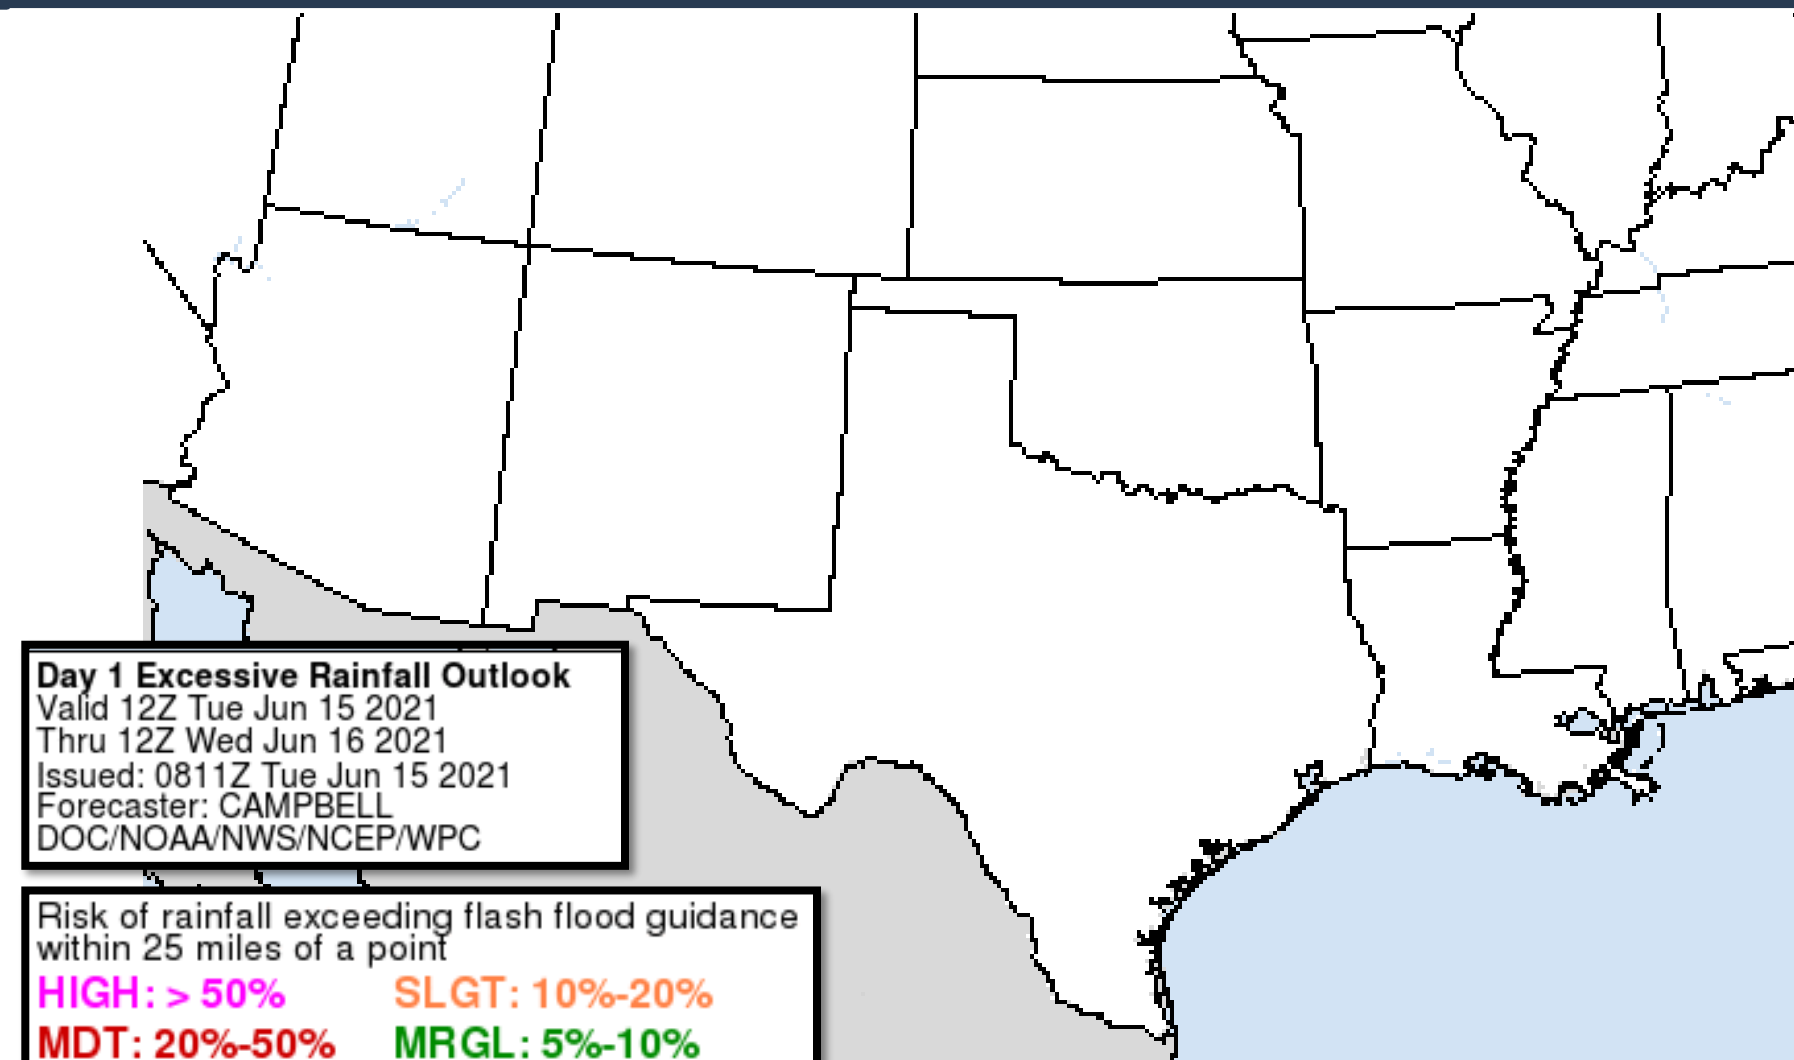 Day 1 Excessive Rainfall Outlook
Valid 12Z Tue Jun 15 2021
Thru 12Z Wed Jun 16 2021
Issued: 0811Z Tue Jun 15 2021
Forecaster: CAMPBELL
DOC/NOAA/NWS/NCEP/WPC
Risk of rainfall exceeding flash flood guidance
within 25 miles of a point
HIGH: > 50% SLGT: 10%-20%
MDT: 20%-50% MRGL: 5%-10%